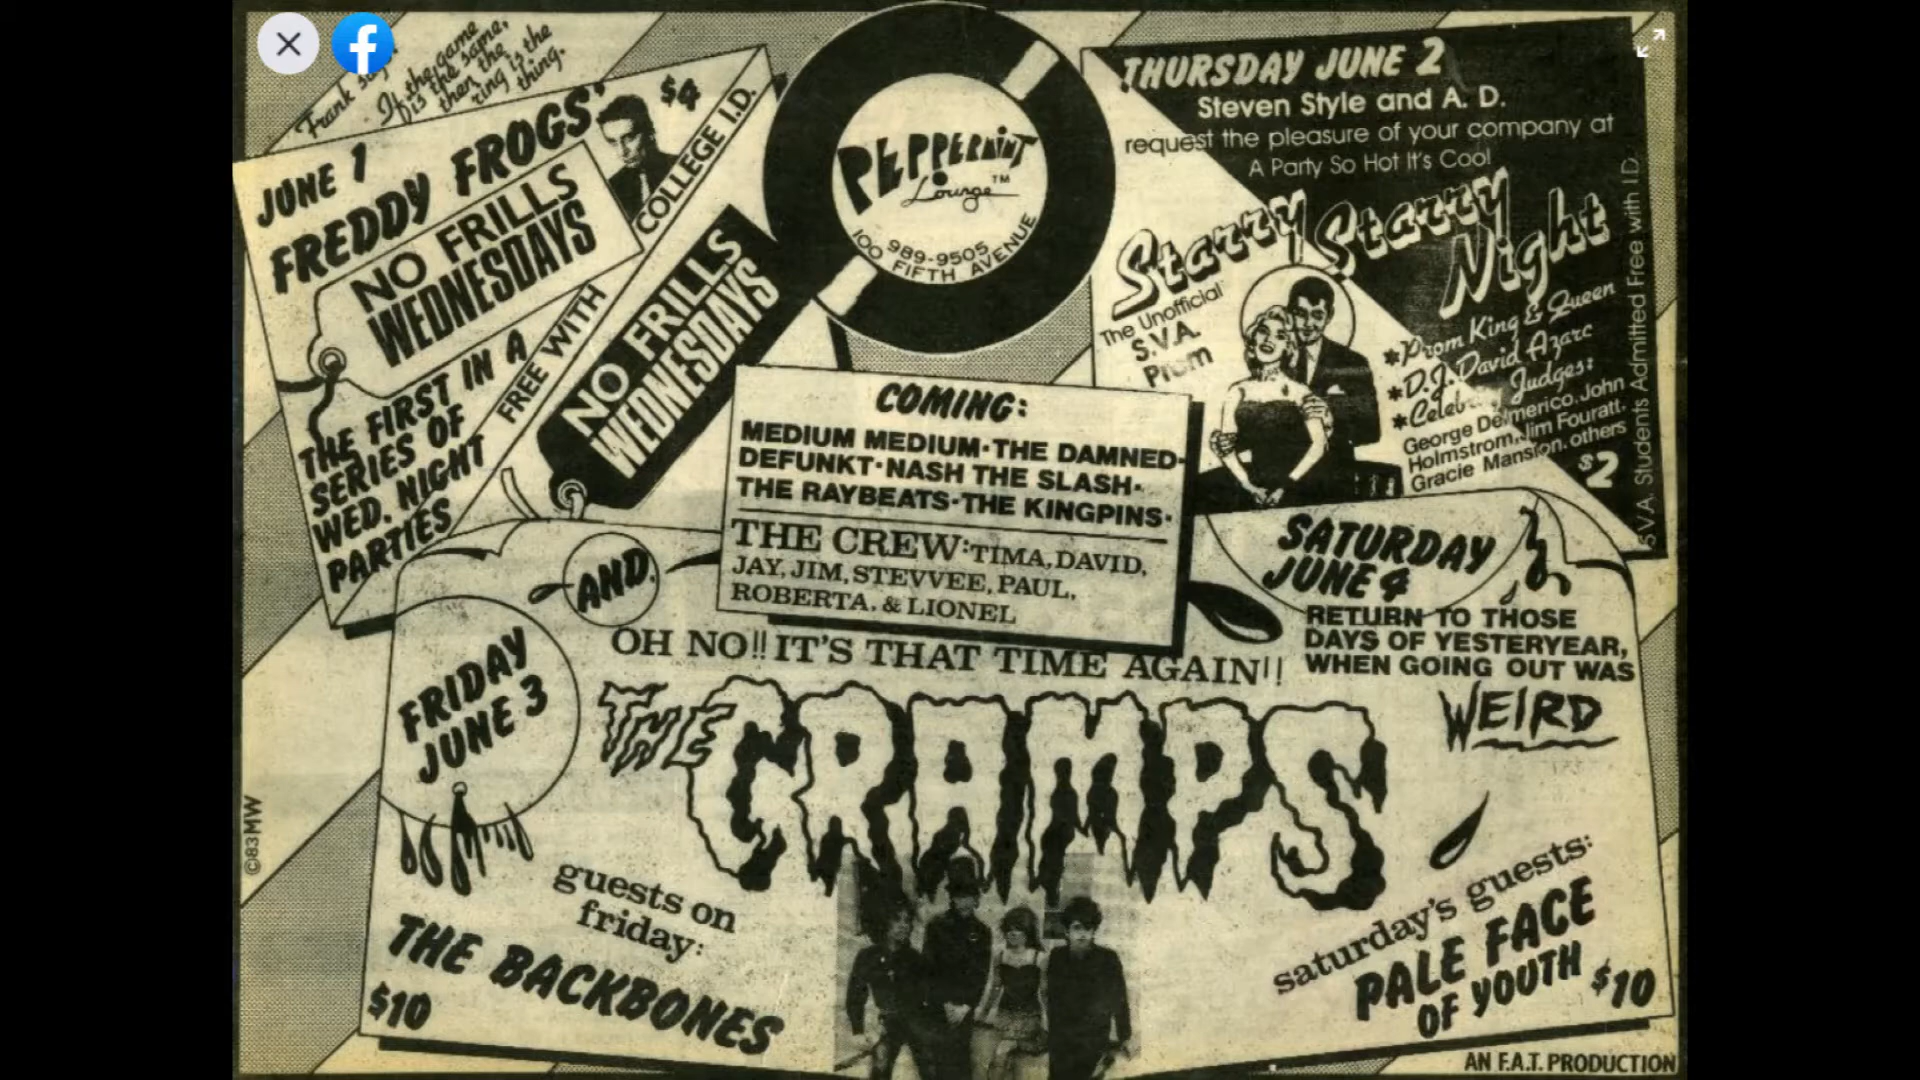 Frank says:
If the game
is the same,
then the
ring is the
thing.
JUNE 1
$4
FREDDY FROGS'
NO FRILLS
WEDNESDAYS
THE FIRST IN A
SERIES OF
WED. NIGHT
PARTIES
FREE WITH
COLLEGE I.D.
NO FRILLS
WEDNESDAYS
PEPPERMINT
Lounge™
989-9505
100 FIFTH AVENUE
THURSDAY JUNE 2
Steven Style and A. D.
request the pleasure of your company at
A Party So Hot It's Cool
Starry Starry
Night
The Unofficial
S.V.A.
Prom
*Prom King & Queen
*D.J. David Azarc
*Celebrity Judges:
George Delmerico, John
Holmstrom, Jim Fouratt,
Gracie Mansion, others
$2
S.V.A. Students Admitted Free with I.D.
COMING:
MEDIUM MEDIUM·THE DAMNED·
DEFUNKT·NASH THE SLASH·
THE RAYBEATS·THE KINGPINS·
THE CREW:TIMA, DAVID,
JAY, JIM, STEVVEE, PAUL,
ROBERTA, & LIONEL
FRIDAY
JUNE 3
AND
SATURDAY
JUNE 4
OH NO!! IT'S THAT TIME AGAIN!!
RETURN TO THOSE
DAYS OF YESTERYEAR,
WHEN GOING OUT WAS
WEIRD
THE CRAMPS
guests on
friday:
THE BACKBONES
$10
saturday's guests:
PALE FACE
OF YOUTH
$10
©83MW
AN F.A.T. PRODUCTION